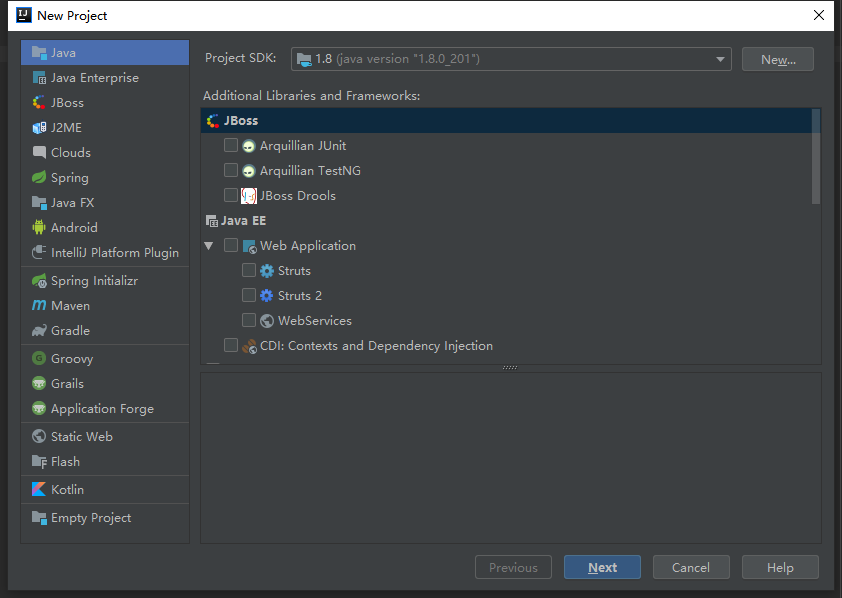 New Project
Java
Java Enterprise
JBoss
J2ME
Clouds
Spring
Java FX
Android
IntelliJ Platform Plugin
Spring Initializr
Maven
Gradle
Groovy
Grails
Application Forge
Static Web
Flash
Kotlin
Empty Project
Project SDK: 1.8 (java version "1.8.0_201") New...
Additional Libraries and Frameworks:
JBoss
Arquillian JUnit
Arquillian TestNG
JBoss Drools
Java EE
Web Application
Struts
Struts 2
WebServices
CDI: Contexts and Dependency Injection
Previous Next Cancel Help